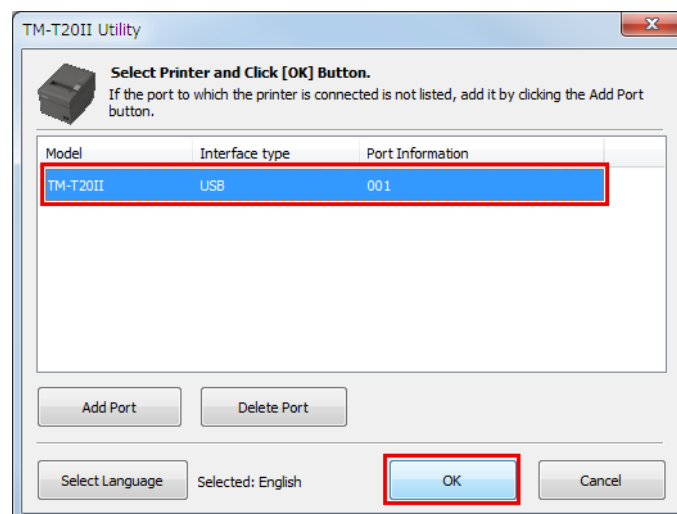 TM-T20II Utility
Select Printer and Click [OK] Button.
If the port to which the printer is connected is not listed, add it by clicking the Add Port
button.
Model Interface type Port Information
TM-T20II USB 001
Add Port Delete Port
Select Language Selected: English OK Cancel